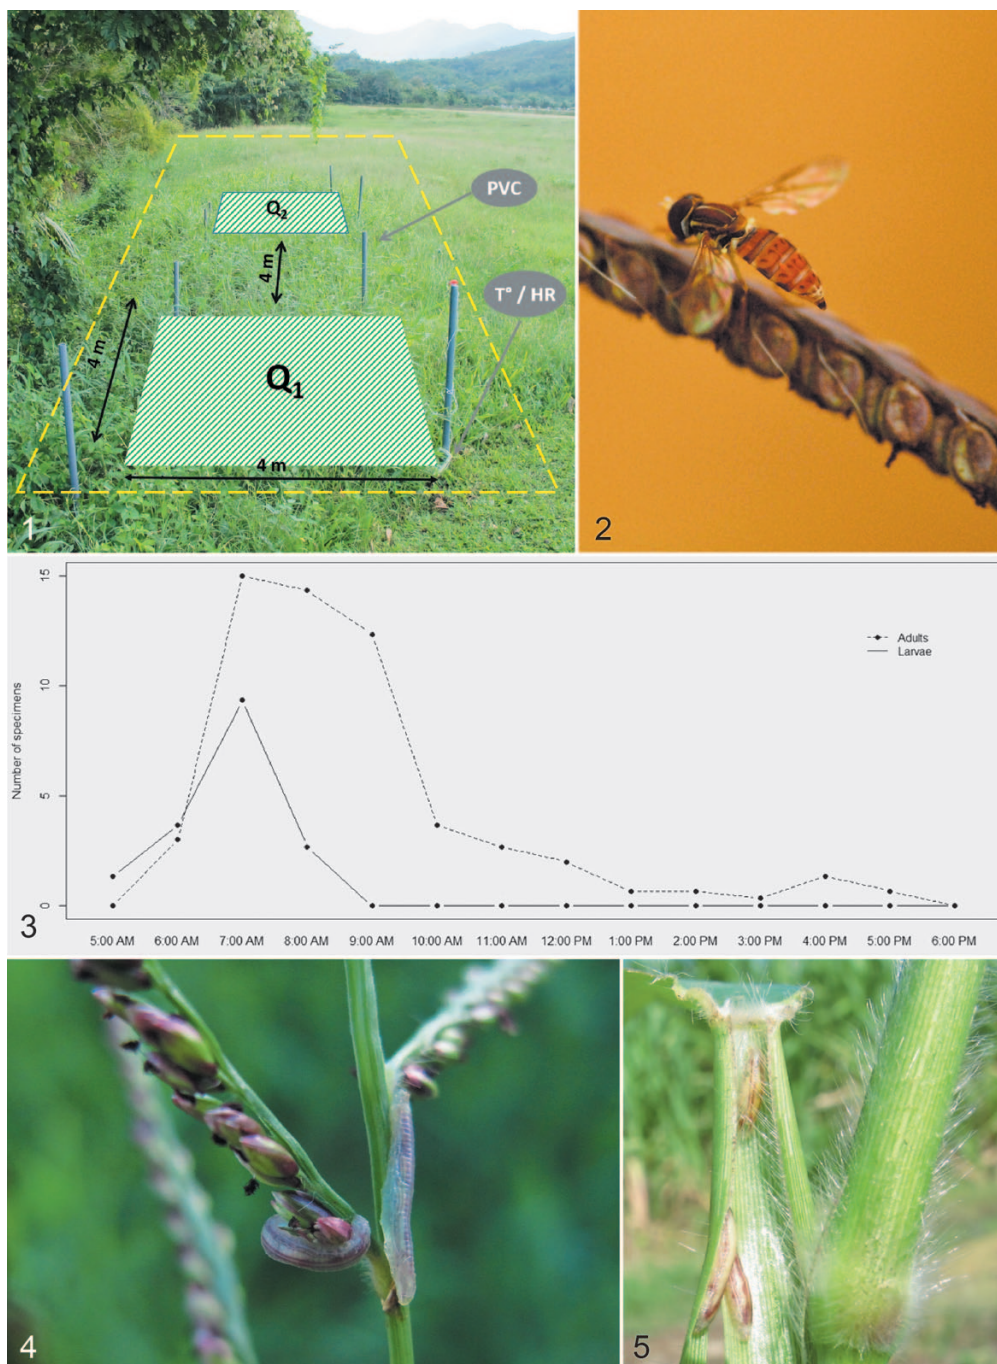 PVC
Q2
4 m
T° / HR
4 m
Q1
4 m
1
2
Number of specimens
15
10
5
0
Adults
Larvae
3
5:00 AM 6:00 AM 7:00 AM 8:00 AM 9:00 AM 10:00 AM 11:00 AM 12:00 PM 1:00 PM 2:00 PM 3:00 PM 4:00 PM 5:00 PM 6:00 PM
4
5